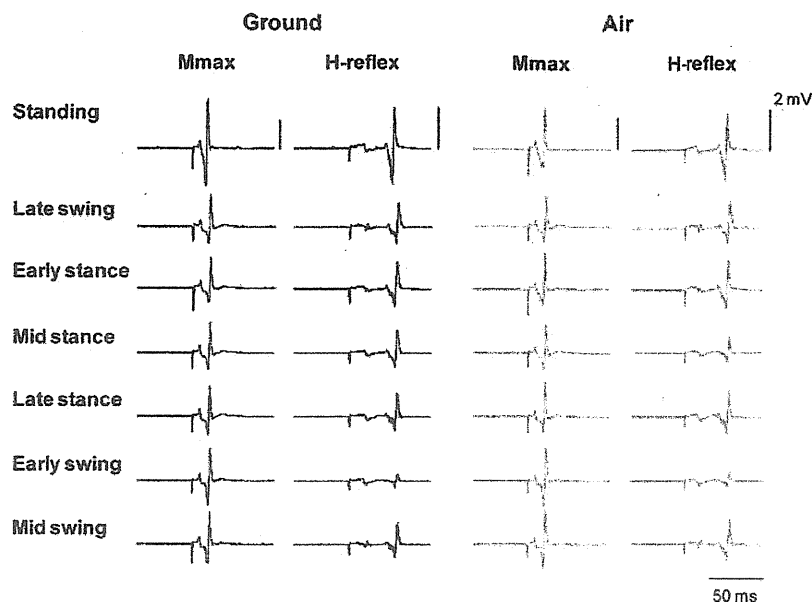 Ground Air
Mmax H-reflex Mmax H-reflex
Standing 2 mV
Late swing
Early stance
Mid stance
Late stance
Early swing
Mid swing
50 ms